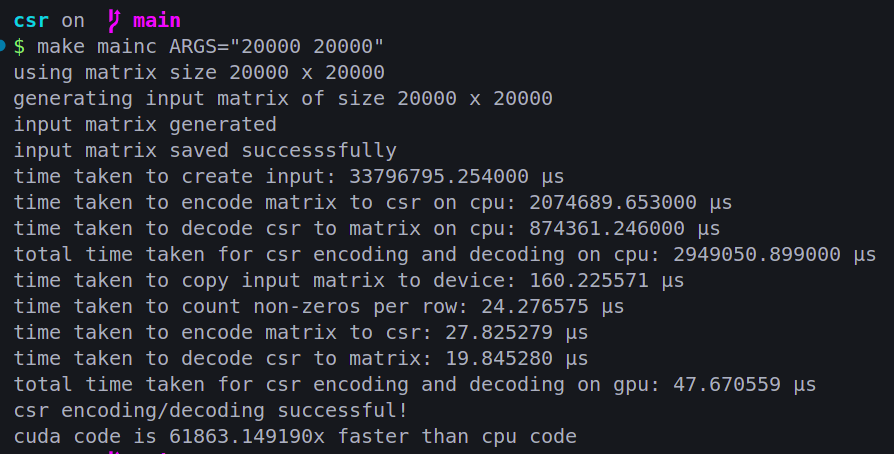 csr on main
$ make mainc ARGS="20000 20000"
using matrix size 20000 x 20000
generating input matrix of size 20000 x 20000
input matrix generated
input matrix saved successsfully
time taken to create input: 33796795.254000 µs
time taken to encode matrix to csr on cpu: 2074689.653000 µs
time taken to decode csr to matrix on cpu: 874361.246000 µs
total time taken for csr encoding and decoding on cpu: 2949050.899000 µs
time taken to copy input matrix to device: 160.225571 µs
time taken to count non-zeros per row: 24.276575 µs
time taken to encode matrix to csr: 27.825279 µs
time taken to decode csr to matrix: 19.845280 µs
total time taken for csr encoding and decoding on gpu: 47.670559 µs
csr encoding/decoding successful!
cuda code is 61863.149190x faster than cpu code